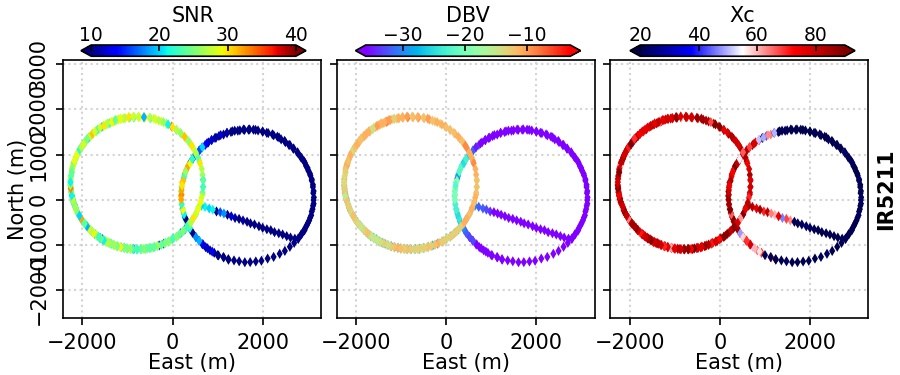 SNR DBV Xc
10 20 30 40 −30 −20 −10 20 40 60 80
3000
2000
1000
0
−1000
−2000
North (m)
IR5211
−2000 0 2000 −2000 0 2000 −2000 0 2000
East (m) East (m) East (m)